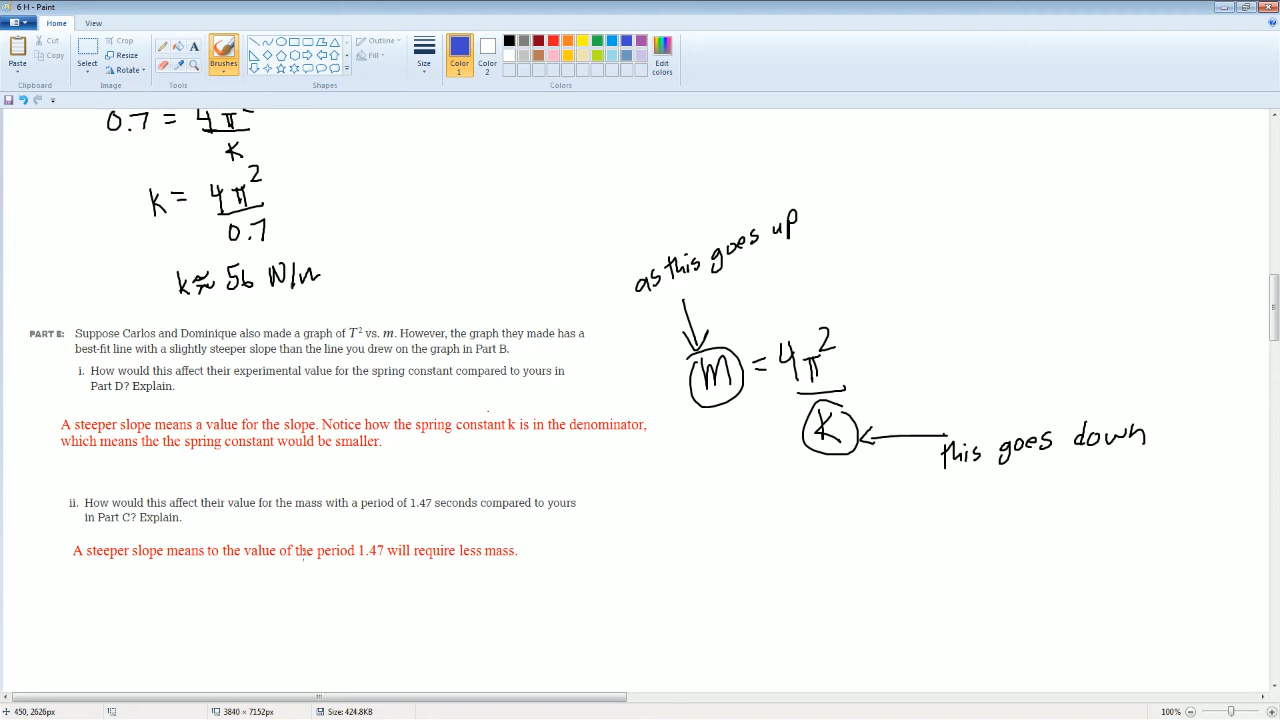 6 H - Paint
Home
View
Paste
Cut
Copy
Clipboard
Select
Crop
Resize
Rotate
Image
Tools
Brushes
Shapes
Outline
Fill
Size
Color 1
Color 2
Edit colors
Colors
0.7 = 4π²
K
k = 4π²
0.7
k ≈ 56 N/m
as this goes up
m = 4π²
K
this goes down
PART E: Suppose Carlos and Dominique also made a graph of T² vs. m. However, the graph they made has a
best-fit line with a slightly steeper slope than the line you drew on the graph in Part B.
i. How would this affect their experimental value for the spring constant compared to yours in
Part D? Explain.
A steeper slope means a value for the slope. Notice how the spring constant k is in the denominator,
which means the the spring constant would be smaller.
ii. How would this affect their value for the mass with a period of 1.47 seconds compared to yours
in Part C? Explain.
A steeper slope means to the value of the period 1.47 will require less mass.
450, 2626px
3840 × 7152px
Size: 424.8KB
100%